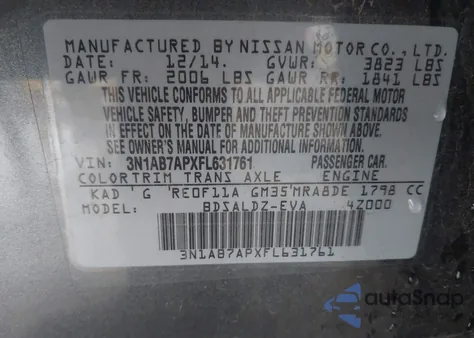 MANUFACTURED BY NISSAN MOTOR CO., LTD.
DATE: 12/14. GVWR: 3823 LBS
GAWR FR: 2006 LBS GAWR RR: 1841 LBS
THIS VEHICLE CONFORMS TO ALL APPLICABLE FEDERAL MOTOR
VEHICLE SAFETY, BUMPER AND THEFT PREVENTION STANDARDS
IN EFFECT ON THE DATE OF MANUFACTURE SHOWN ABOVE.
SEE OWNER'S MANUAL FOR ADDITIONAL INFORMATION.
VIN: 3N1AB7APXFL631761 PASSENGER CAR.
COLOR TRIM TRANS AXLE ENGINE
KAD G RE0F11A GM35 MRA8DE 1798 CC
MODEL: BDSALDZ-EVA 4Z000
3N1AB7APXFL631761
autoSnap